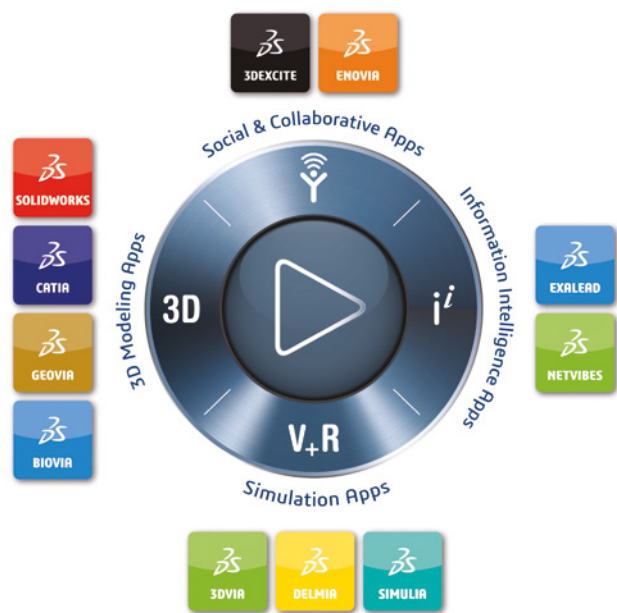 3DEXCITE
ENOVIA
Social & Collaborative Apps
SOLIDWORKS
CATIA
GEOVIA
BIOVIA
3D Modeling Apps
3D
i i
Information Intelligence Apps
EXALEAD
NETVIBES
V+R
Simulation Apps
3DVIA
DELMIA
SIMULIA